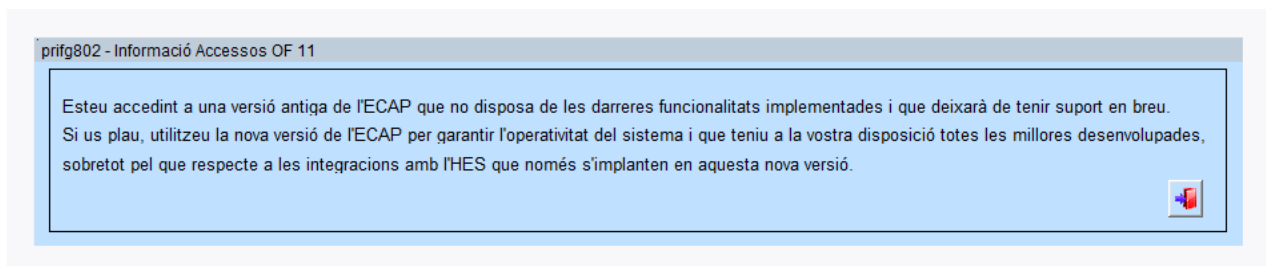 prifg802 - Informació Accessos OF 11
Esteu accedint a una versió antiga de l'ECAP que no disposa de les darreres funcionalitats implementades i que deixarà de tenir suport en breu.
Si us plau, utilitzeu la nova versió de l'ECAP per garantir l'operativitat del sistema i que teniu a la vostra disposició totes les millores desenvolupades,
sobretot pel que respecte a les integracions amb l'HES que només s'implanten en aquesta nova versió.